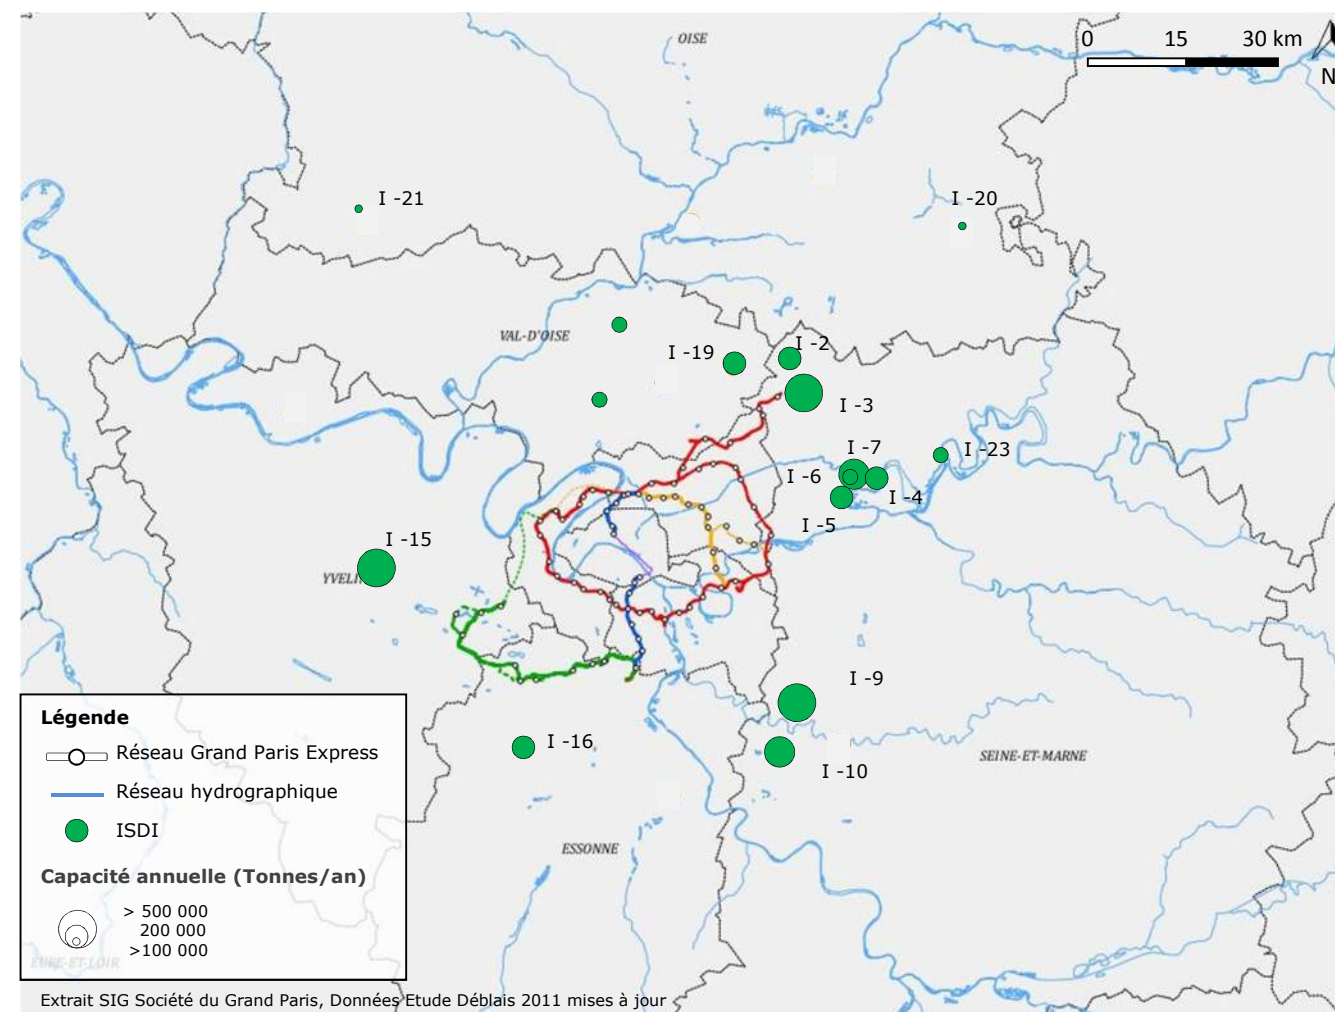 OISE
0 15 30 km
N
I -21
I -20
VAL-D'OISE
I -19
I -2
I -3
I -7
I -23
I -6
I -4
I -5
I -15
YVELI
I -9
I -16
SEINE-ET-MARNE
I -10
ESSONNE
Légende
Réseau Grand Paris Express
Réseau hydrographique
ISDI
Capacité annuelle (Tonnes/an)
> 500 000
200 000
>100 000
EURE-ET-LOIR
Extrait SIG Société du Grand Paris, Données Etude Déblais 2011 mises à jour